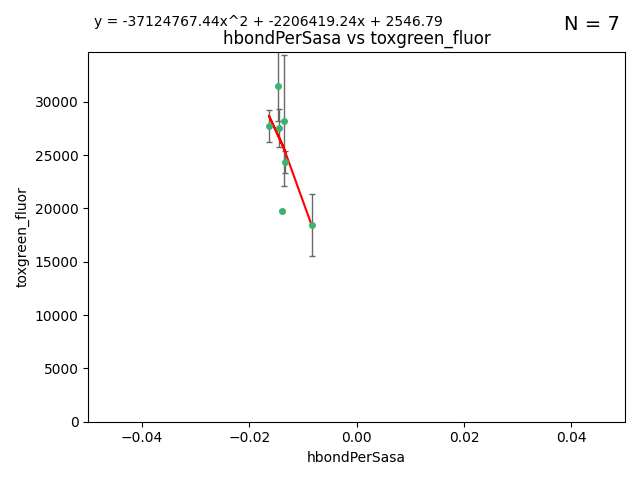 y = -37124767.44x^2 + -2206419.24x + 2546.79
N = 7
hbondPerSasa vs toxgreen_fluor
30000
25000
20000
15000
10000
5000
0
toxgreen_fluor
−0.04
−0.02
0.00
0.02
0.04
hbondPerSasa